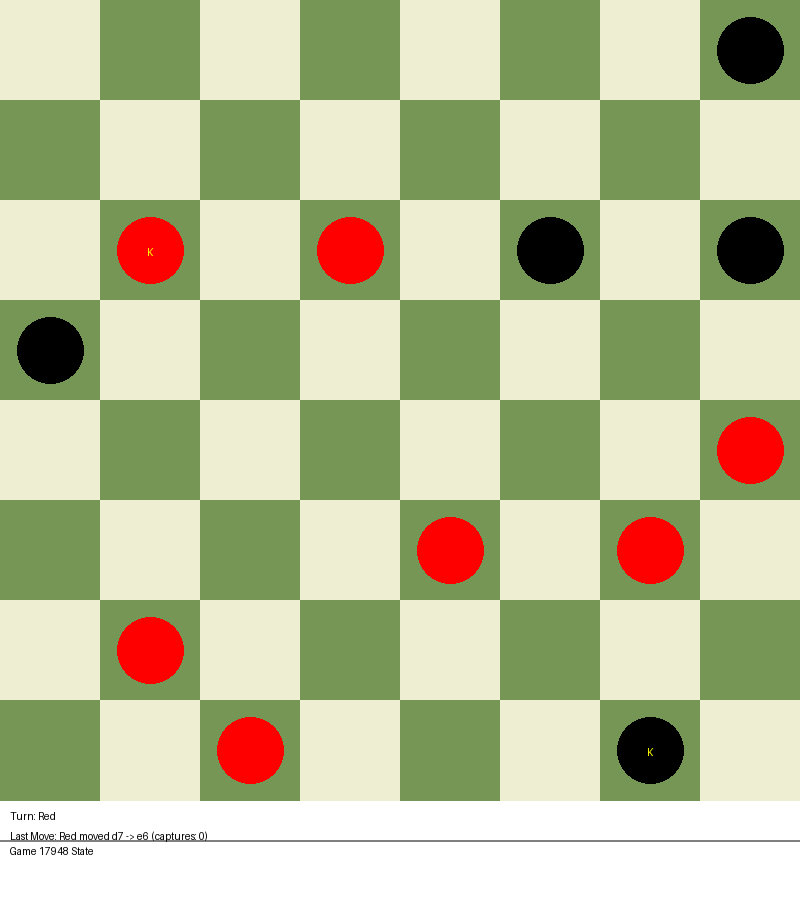 K
K
Turn: Red
Last Move: Red moved d7 -> e6 (captures: 0)
Game 17948 State